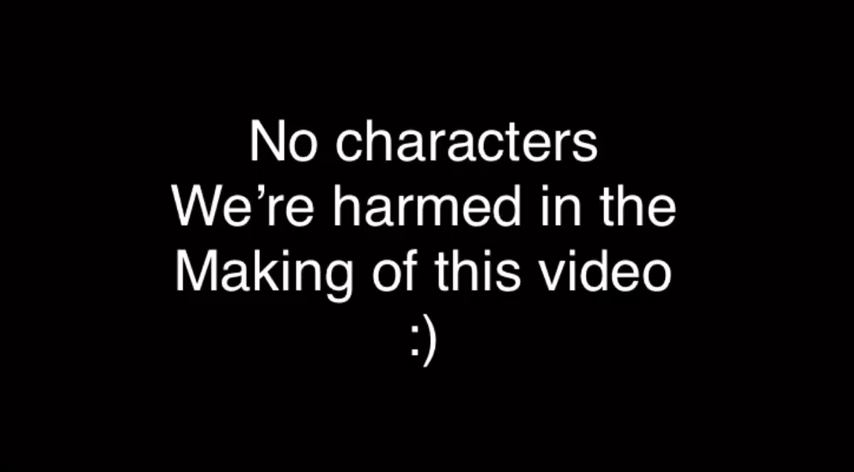 No characters
We’re harmed in the
Making of this video
:)